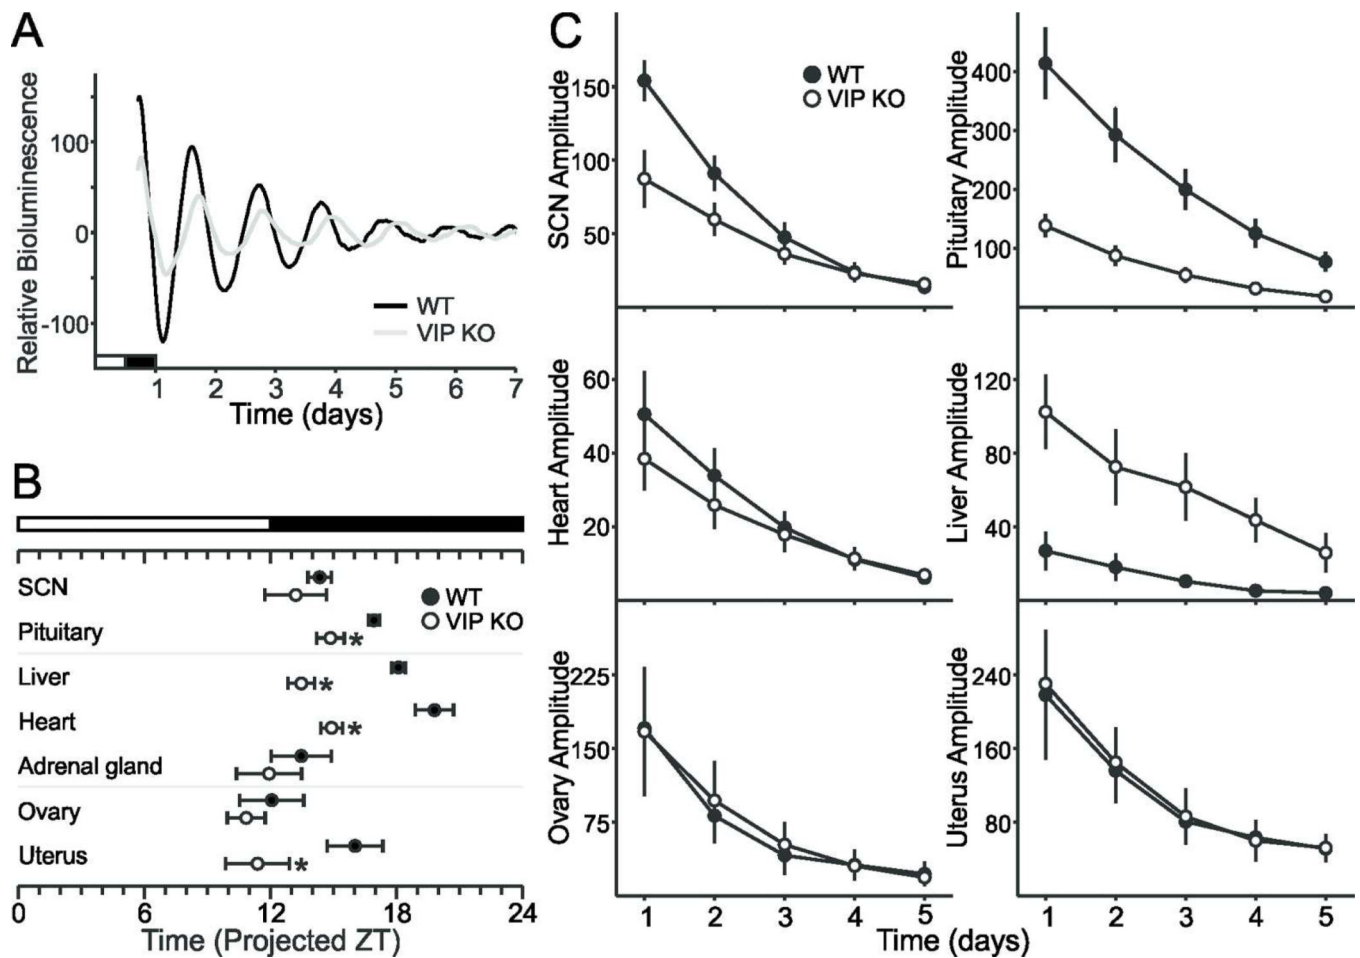 A
Relative Bioluminescence
100
0
-100
WT
VIP KO
1 2 3 4 5 6 7
Time (days)
B
SCN
Pituitary *
Liver *
Heart *
Adrenal gland
Ovary
Uterus *
WT
VIP KO
0 6 12 18 24
Time (Projected ZT)
C
SCN Amplitude
150
100
50
WT
VIP KO
Pituitary Amplitude
400
300
200
100
Heart Amplitude
60
40
20
Liver Amplitude
120
80
40
Ovary Amplitude
225
150
75
1 2 3 4 5
Uterus Amplitude
240
160
80
1 2 3 4 5
Time (days)